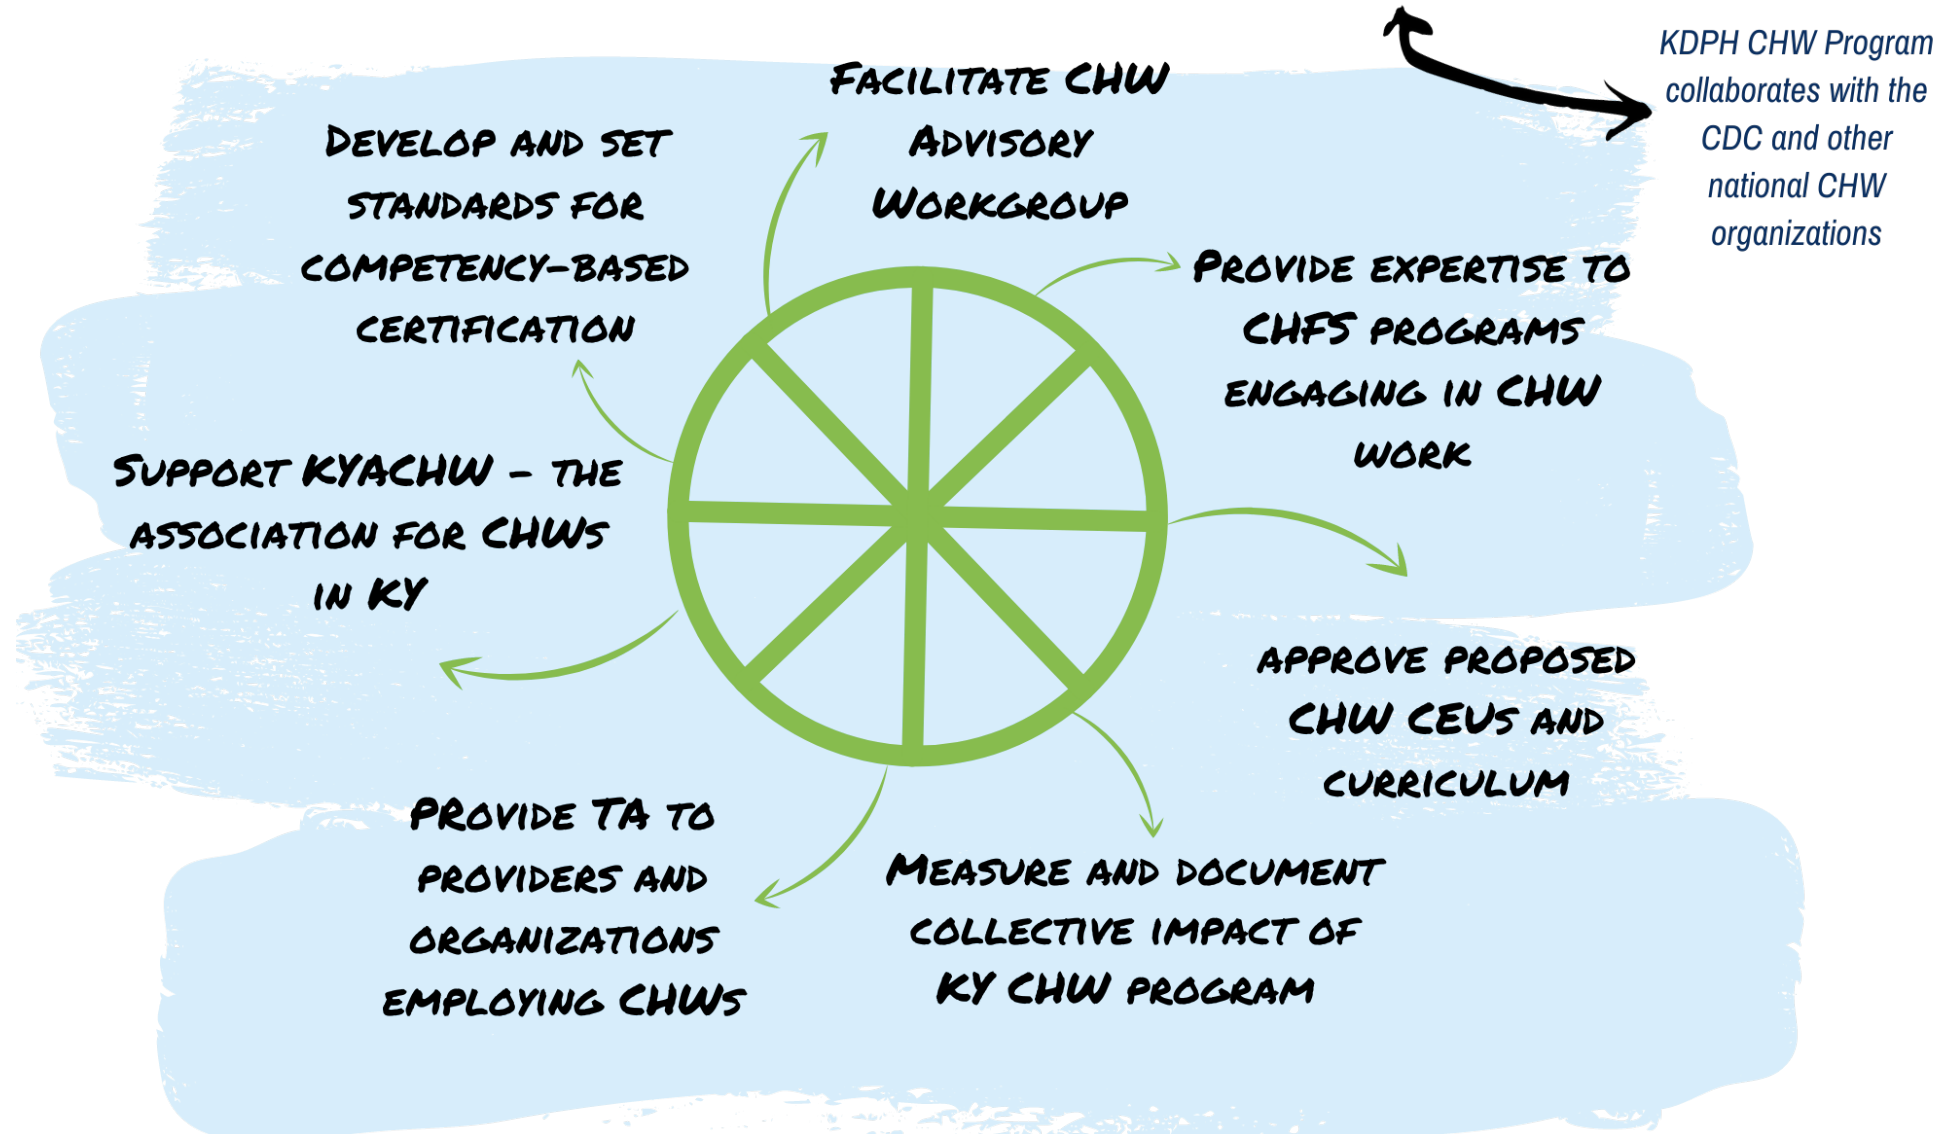 KDPH CHW Program
collaborates with the
CDC and other
national CHW
organizations
Facilitate CHW
Advisory
Workgroup
Develop and set
standards for
competency-based
certification
Provide expertise to
CHFS programs
engaging in CHW
work
Support KYACHW - the
association for CHWs
in KY
approve proposed
CHW CEUs and
curriculum
PRovide TA to
providers and
organizations
employing CHWs
Measure and document
collective impact of
KY CHW program